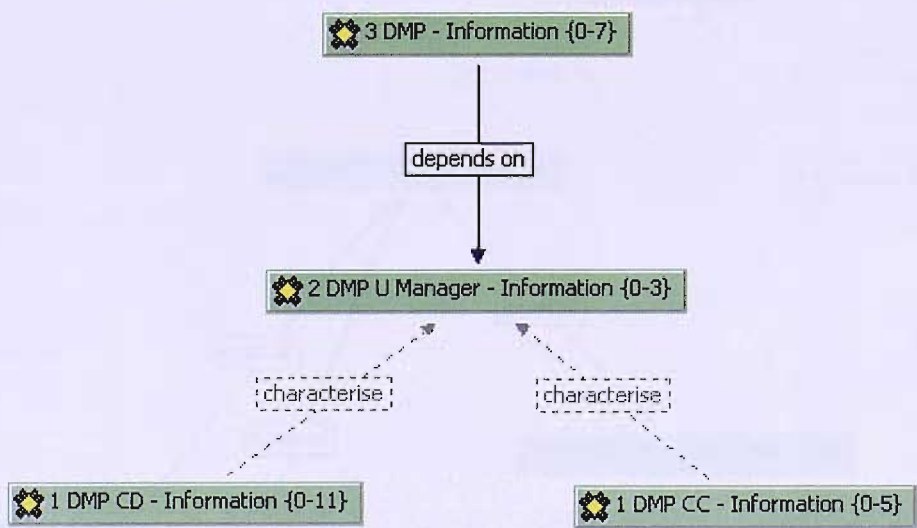 3 DMP - Information {0-7}
depends on
2 DMP U Manager - Information {0-3}
characterise
characterise
1 DMP CD - Information {0-11}
1 DMP CC - Information {0-5}